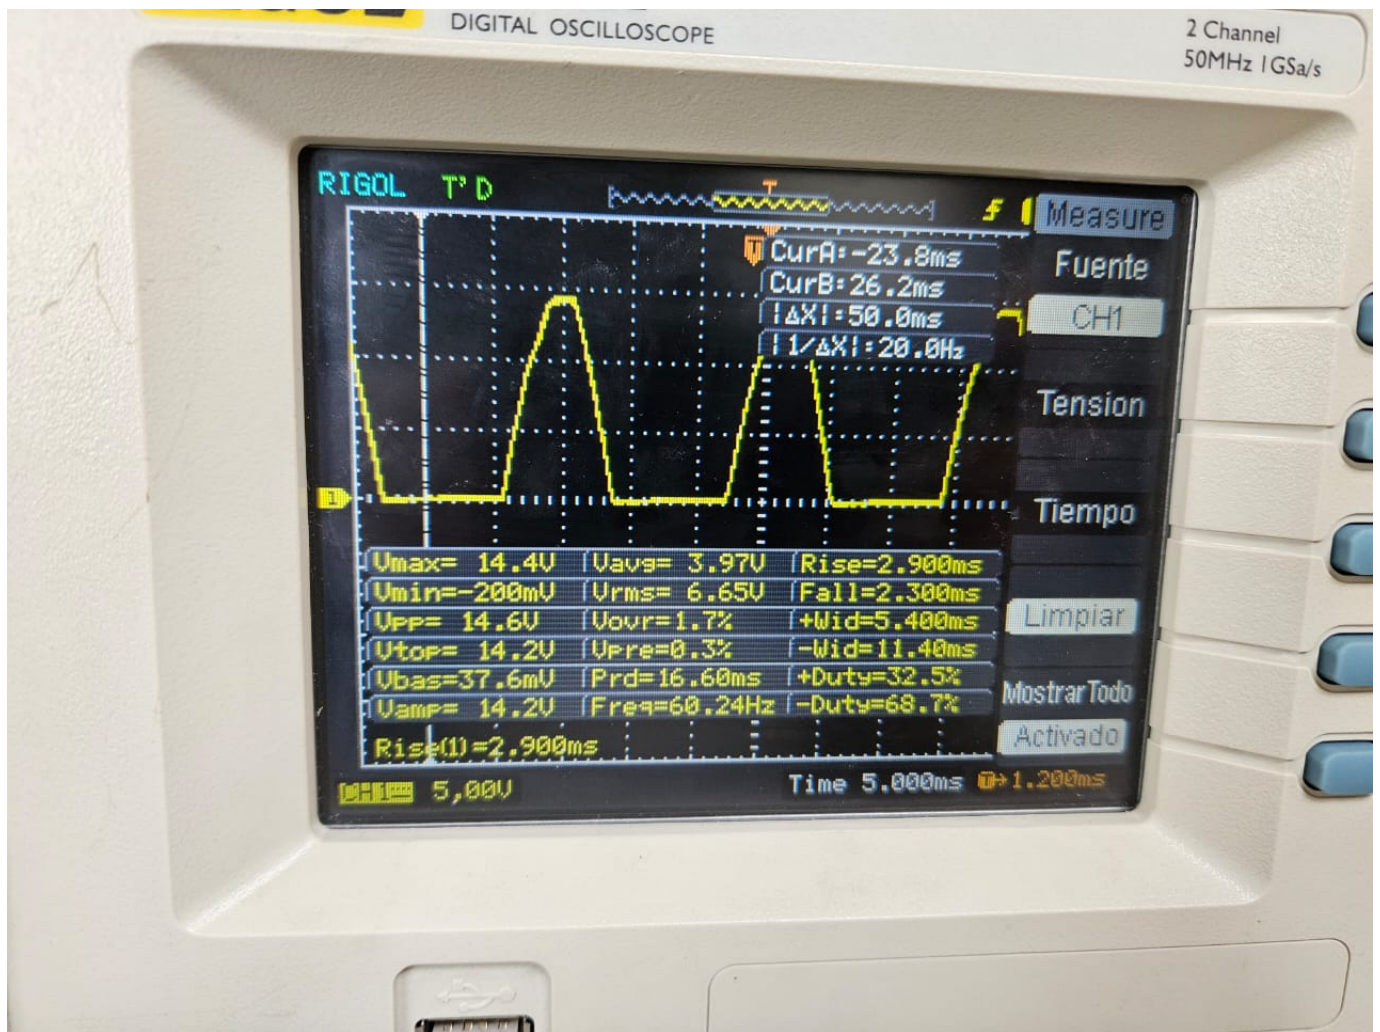 DIGITAL OSCILLOSCOPE
2 Channel
50MHz 1GSa/s
RIGOL T'D
T
Measure
CurA:-23.8ms
CurB:26.2ms
|ΔX|:50.0ms
|1/ΔX|:20.0Hz
Fuente
CH1
Tension
Tiempo
Limpiar
MostrarTodo
Activado
1
Vmax= 14.4V Vavg= 3.97V Rise=2.900ms
Vmin=-200mV Vrms= 6.65V Fall=2.300ms
Vpp= 14.6V Vovr=1.7% +Wid=5.400ms
Vtop= 14.2V Vpre=0.3% -Wid=11.40ms
Vbas=37.6mV Prd=16.60ms +Duty=32.5%
Vamp= 14.2V Freq=60.24Hz -Duty=68.7%
Rise(1)=2.900ms
CH1 5,00V Time 5.000ms T→1.200ms